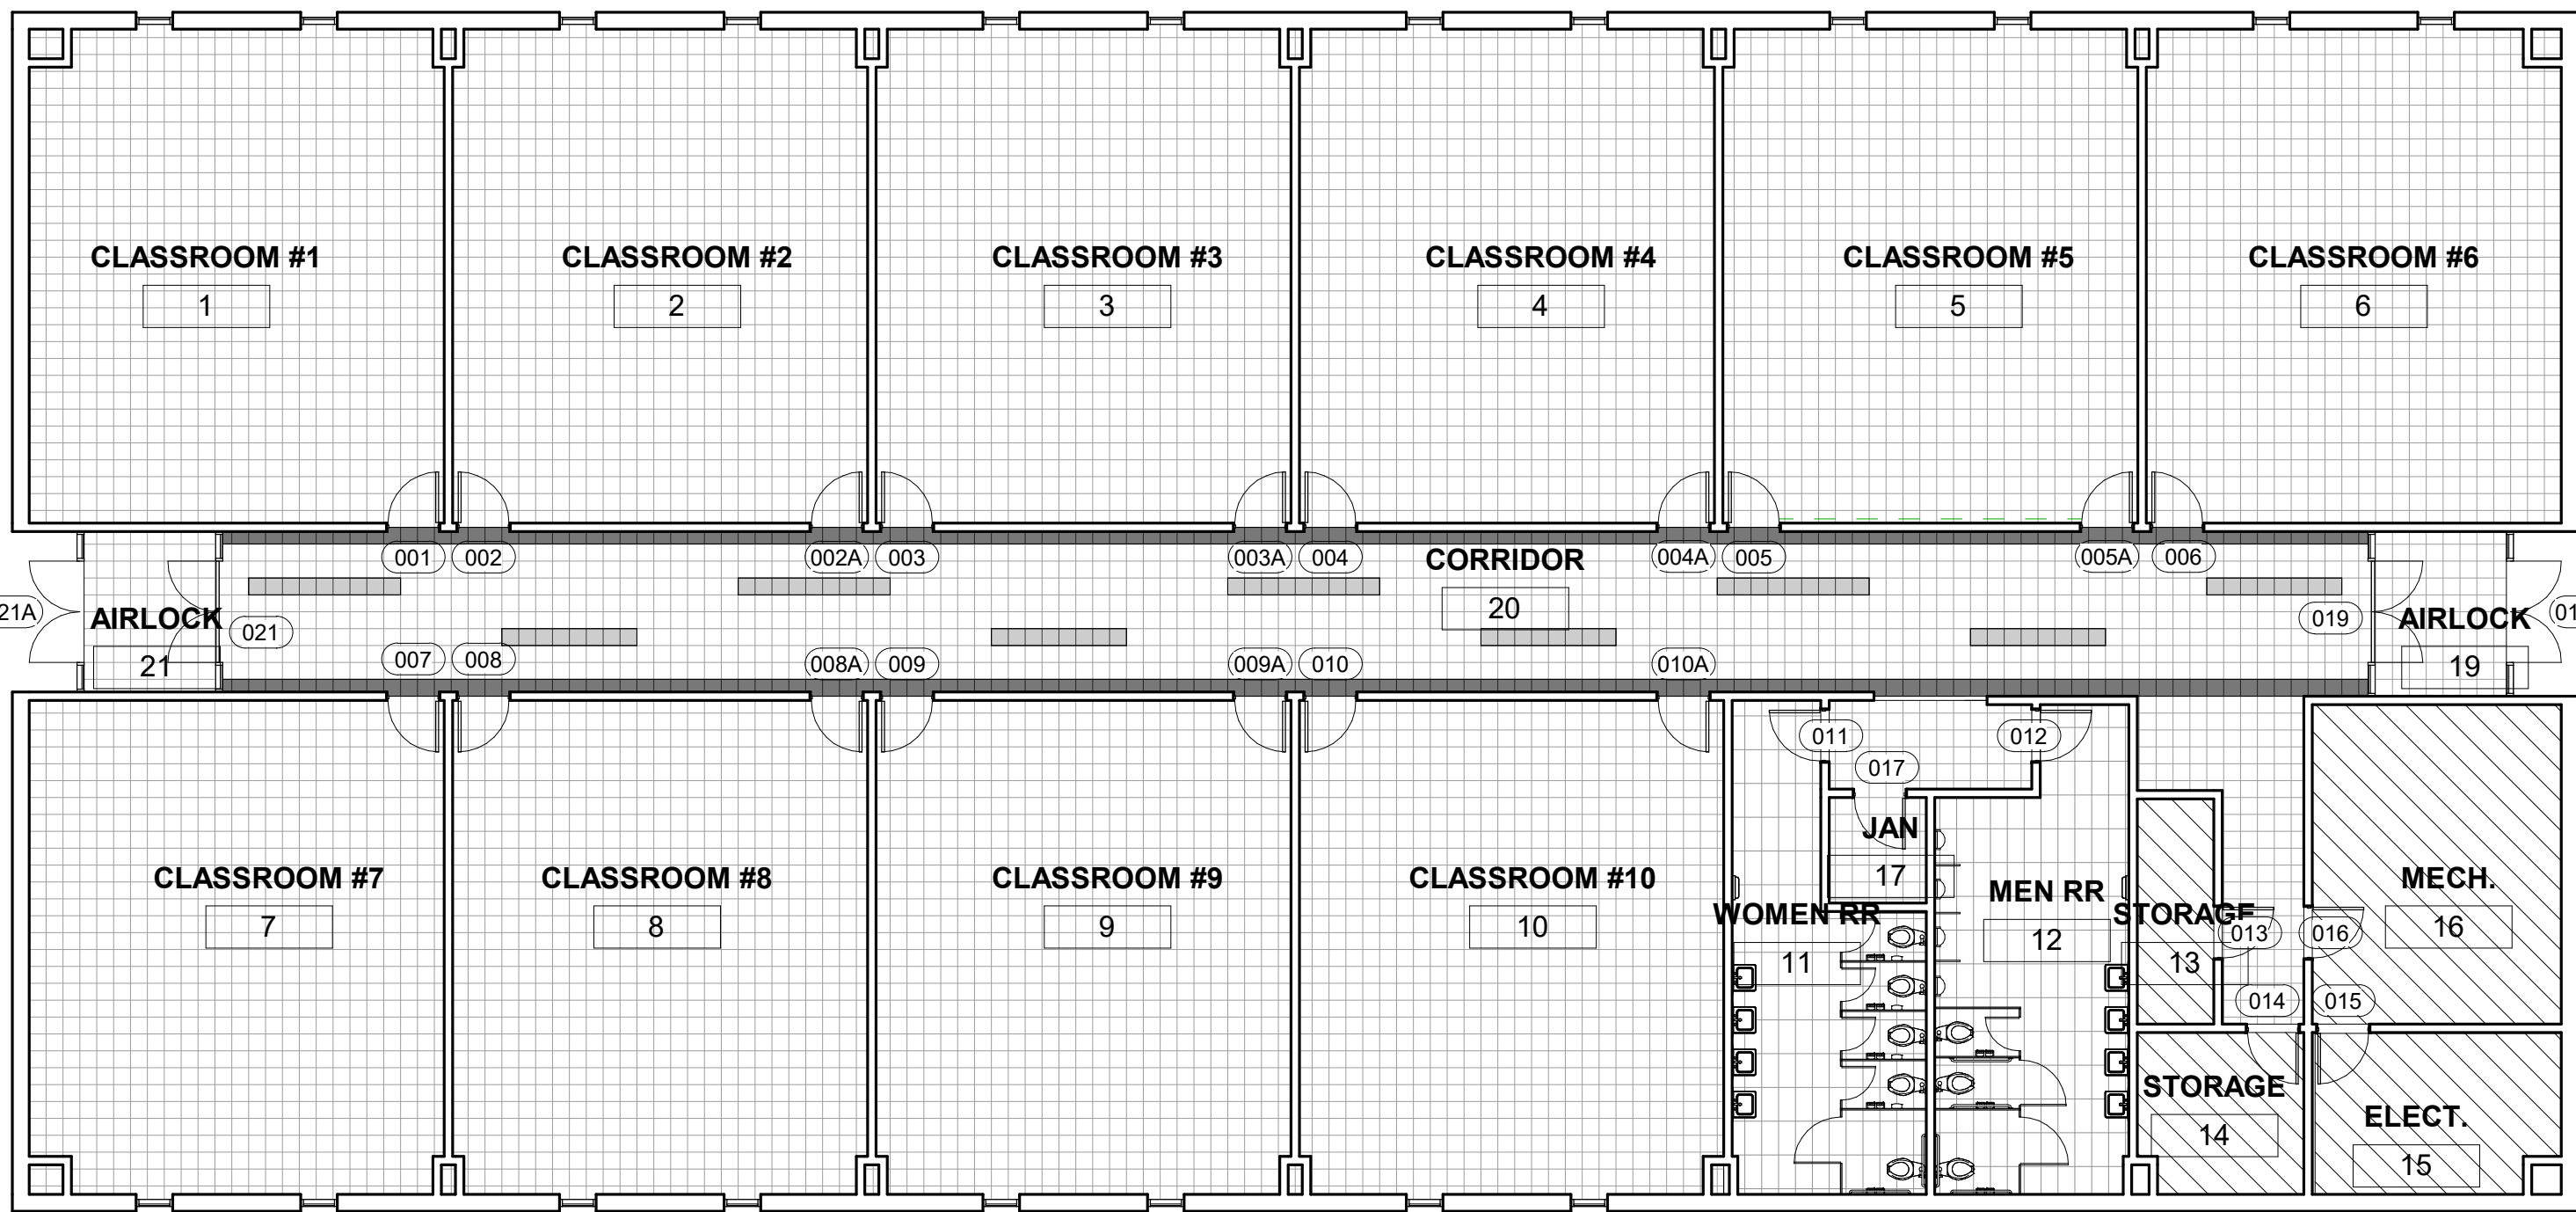 CLASSROOM #1
1
CLASSROOM #2
2
CLASSROOM #3
3
CLASSROOM #4
4
CLASSROOM #5
5
CLASSROOM #6
6
001
002
002A
003
003A
004
CORRIDOR
20
004A
005
005A
006
21A
AIRLOCK
21
021
007
008
008A
009
009A
010
010A
019
AIRLOCK
19
01
011
012
017
JAN
17
CLASSROOM #7
7
CLASSROOM #8
8
CLASSROOM #9
9
CLASSROOM #10
10
WOMEN RR
11
MEN RR
12
STORAGE
13
013
016
MECH.
16
014
015
STORAGE
14
ELECT.
15